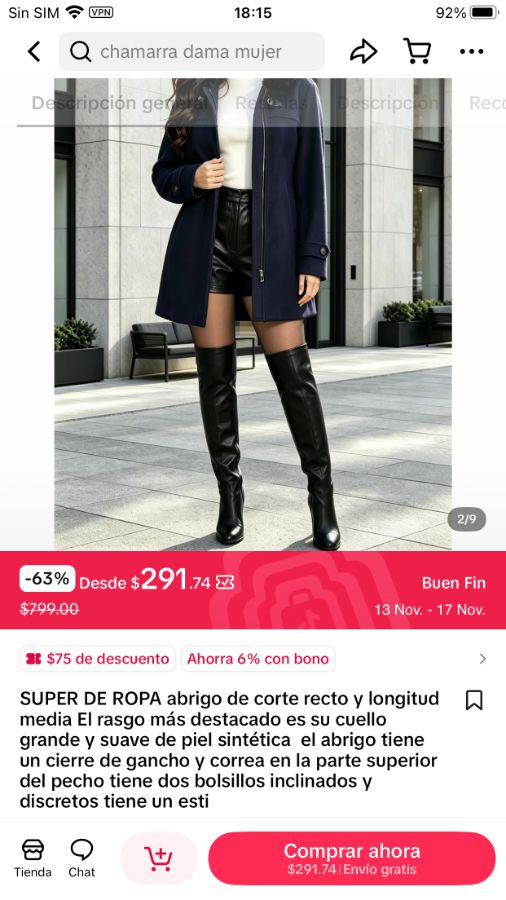 Sin SIM VPN 18:15 92%
chamarra dama mujer
Descripción general Reseñas Descripción Reco
2/9
-63% Desde $291.74
Buen Fin
$799.00
13 Nov. - 17 Nov.
$75 de descuento Ahorra 6% con bono
SUPER DE ROPA abrigo de corte recto y longitud
media El rasgo más destacado es su cuello
grande y suave de piel sintética el abrigo tiene
un cierre de gancho y correa en la parte superior
del pecho tiene dos bolsillos inclinados y
discretos tiene un esti
Tienda
Chat
Comprar ahora
$291.74 | Envío gratis